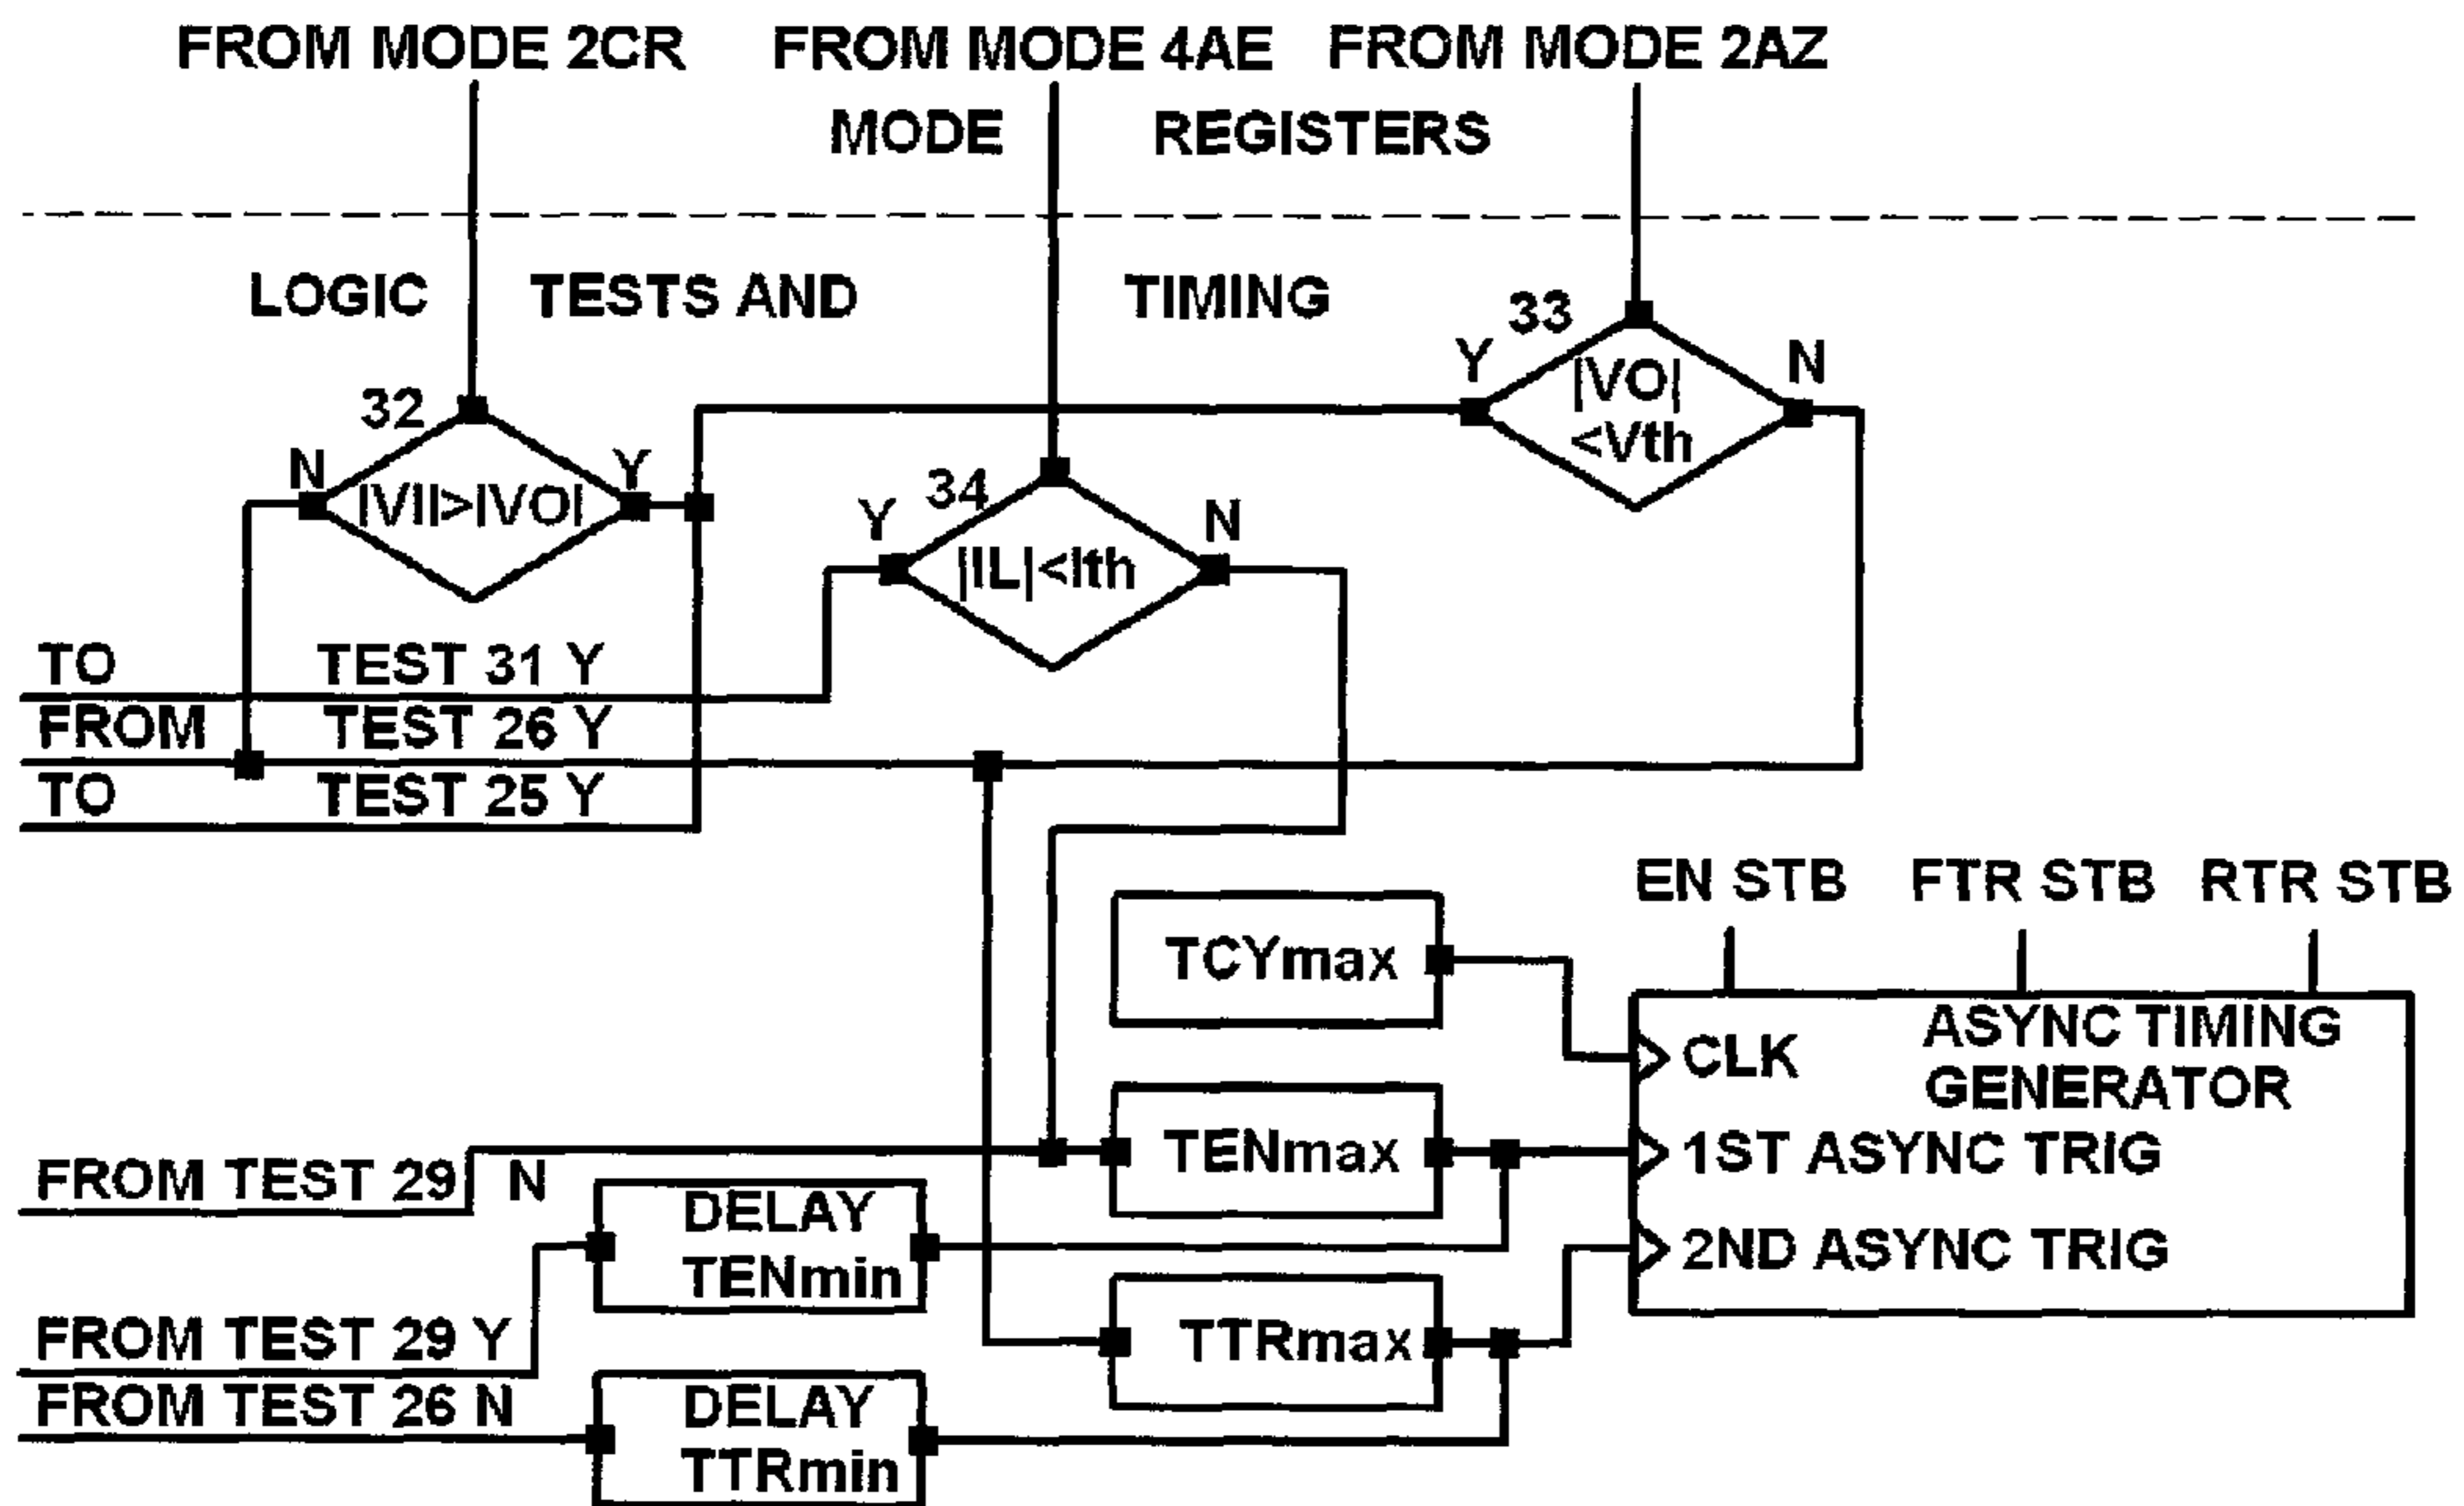 FROM MODE 2CR FROM MODE 4AE FROM MODE 2AZ
MODE REGISTERS
LOGIC TESTS AND TIMING
33
Y
N
|VO|
<Vth
32
N
Y
|VI|>|VO|
34
Y
N
|IL|<Ith
TO TEST 31 Y
FROM TEST 26 Y
TO TEST 25 Y
EN STB FTR STB RTR STB
TCYmax
ASYNC TIMING
GENERATOR
CLK
TENmax
1ST ASYNC TRIG
FROM TEST 29 N
DELAY
TENmin
2ND ASYNC TRIG
FROM TEST 29 Y
TTRmax
FROM TEST 26 N
DELAY
TTRmin